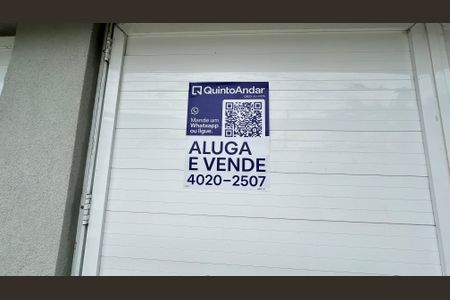 QuintoAndar
Mande um
Whatsapp
ou ligue.
ALUGA
E VENDE
4020-2507